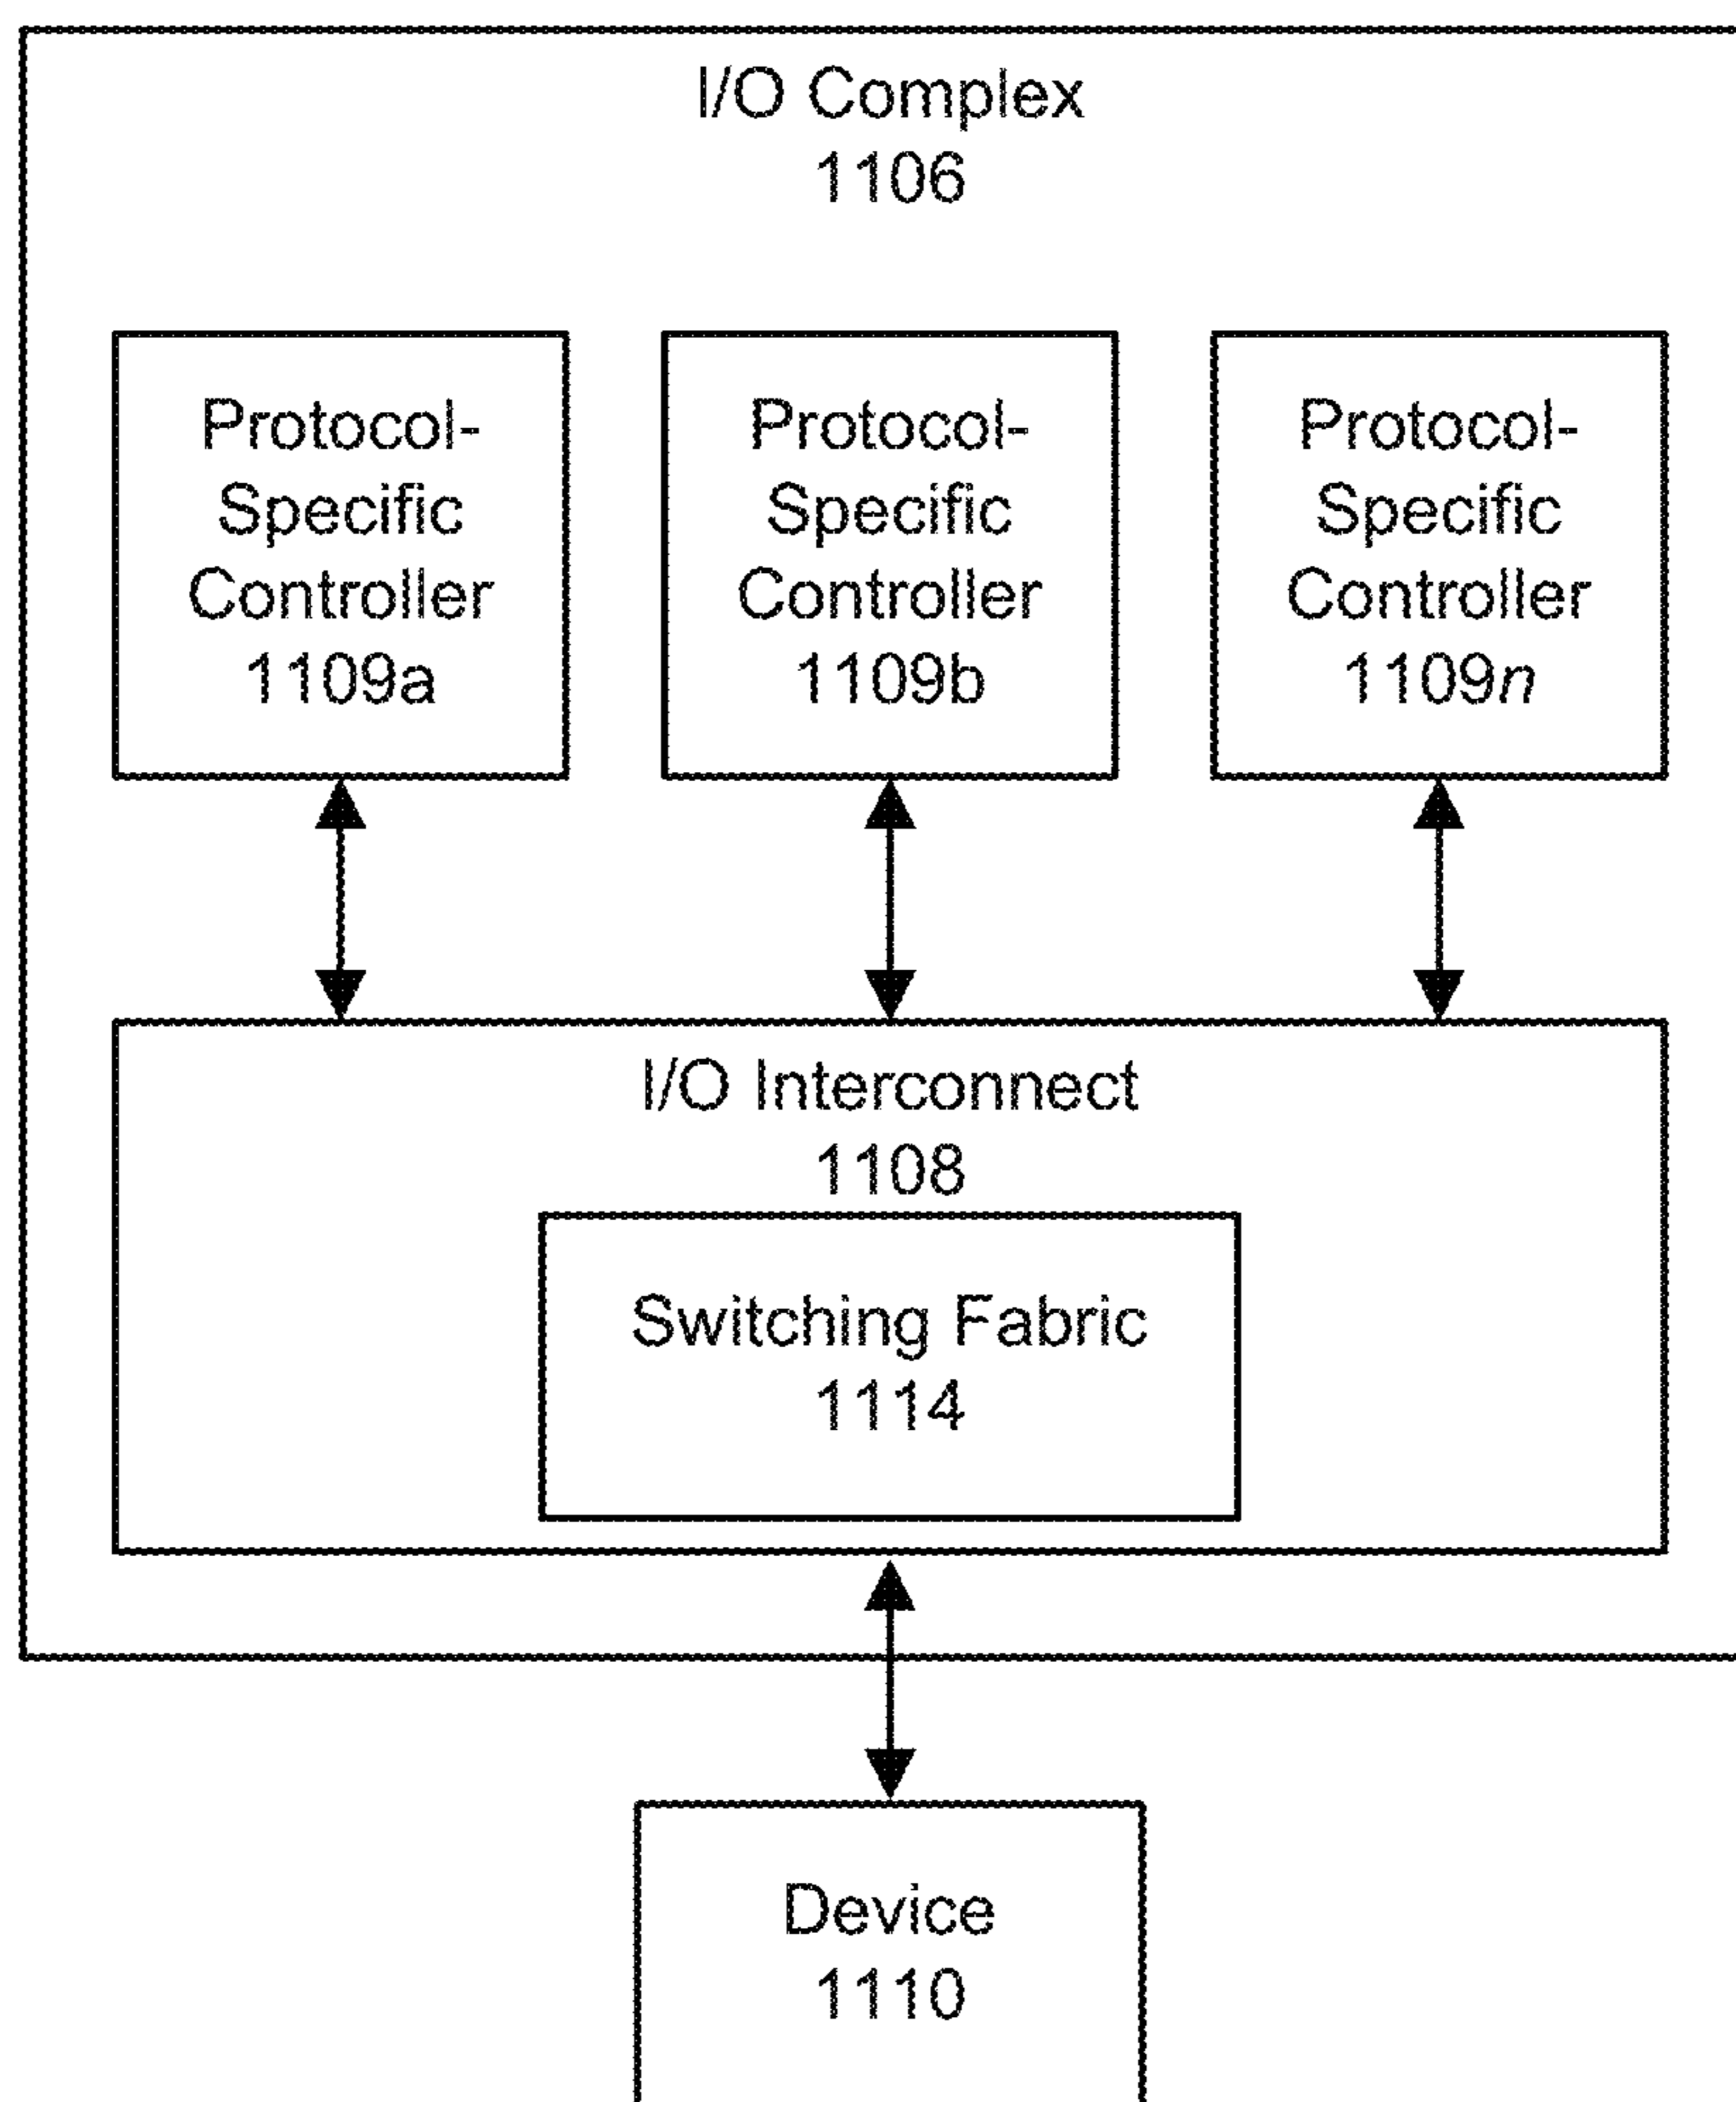 I/O Complex
1106
Protocol-
Specific
Controller
1109a
Protocol-
Specific
Controller
1109b
Protocol-
Specific
Controller
1109n
I/O Interconnect
1108
Switching Fabric
1114
Device
1110